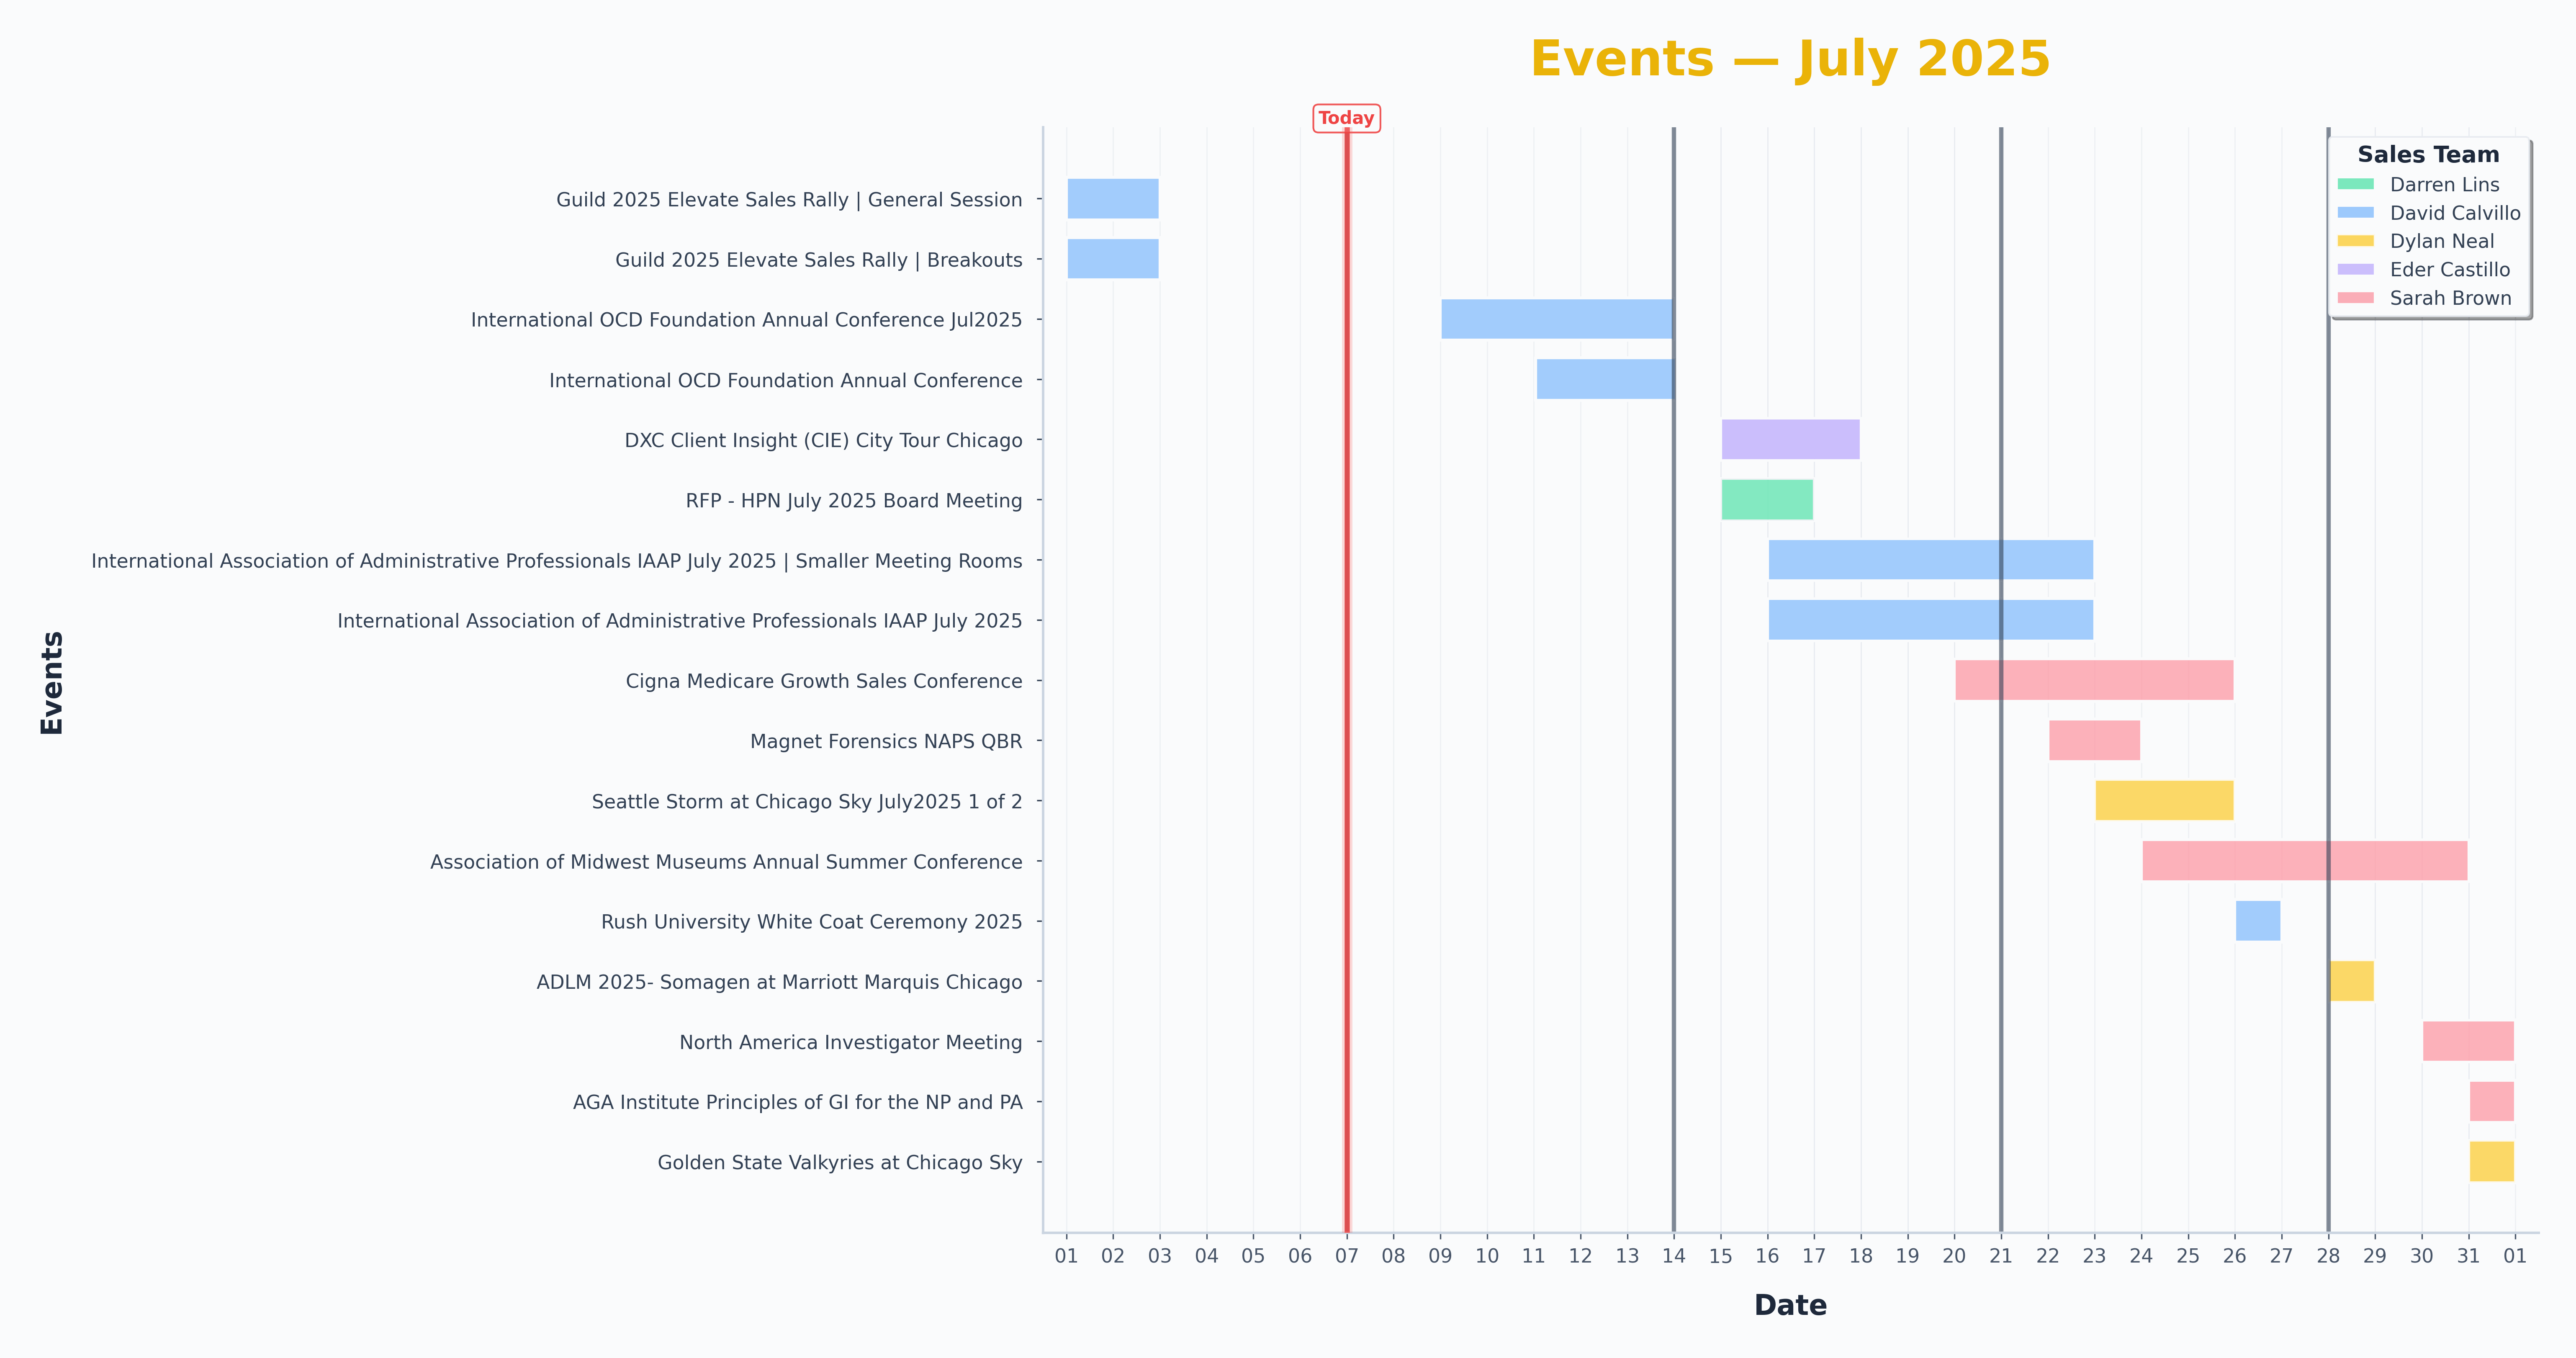 Events — July 2025
Today
Sales Team
Darren Lins
David Calvillo
Dylan Neal
Eder Castillo
Sarah Brown
Events
Guild 2025 Elevate Sales Rally | General Session
Guild 2025 Elevate Sales Rally | Breakouts
International OCD Foundation Annual Conference Jul2025
International OCD Foundation Annual Conference
DXC Client Insight (CIE) City Tour Chicago
RFP - HPN July 2025 Board Meeting
International Association of Administrative Professionals IAAP July 2025 | Smaller Meeting Rooms
International Association of Administrative Professionals IAAP July 2025
Cigna Medicare Growth Sales Conference
Magnet Forensics NAPS QBR
Seattle Storm at Chicago Sky July2025 1 of 2
Association of Midwest Museums Annual Summer Conference
Rush University White Coat Ceremony 2025
ADLM 2025- Somagen at Marriott Marquis Chicago
North America Investigator Meeting
AGA Institute Principles of GI for the NP and PA
Golden State Valkyries at Chicago Sky
01 02 03 04 05 06 07 08 09 10 11 12 13 14 15 16 17 18 19 20 21 22 23 24 25 26 27 28 29 30 31 01
Date